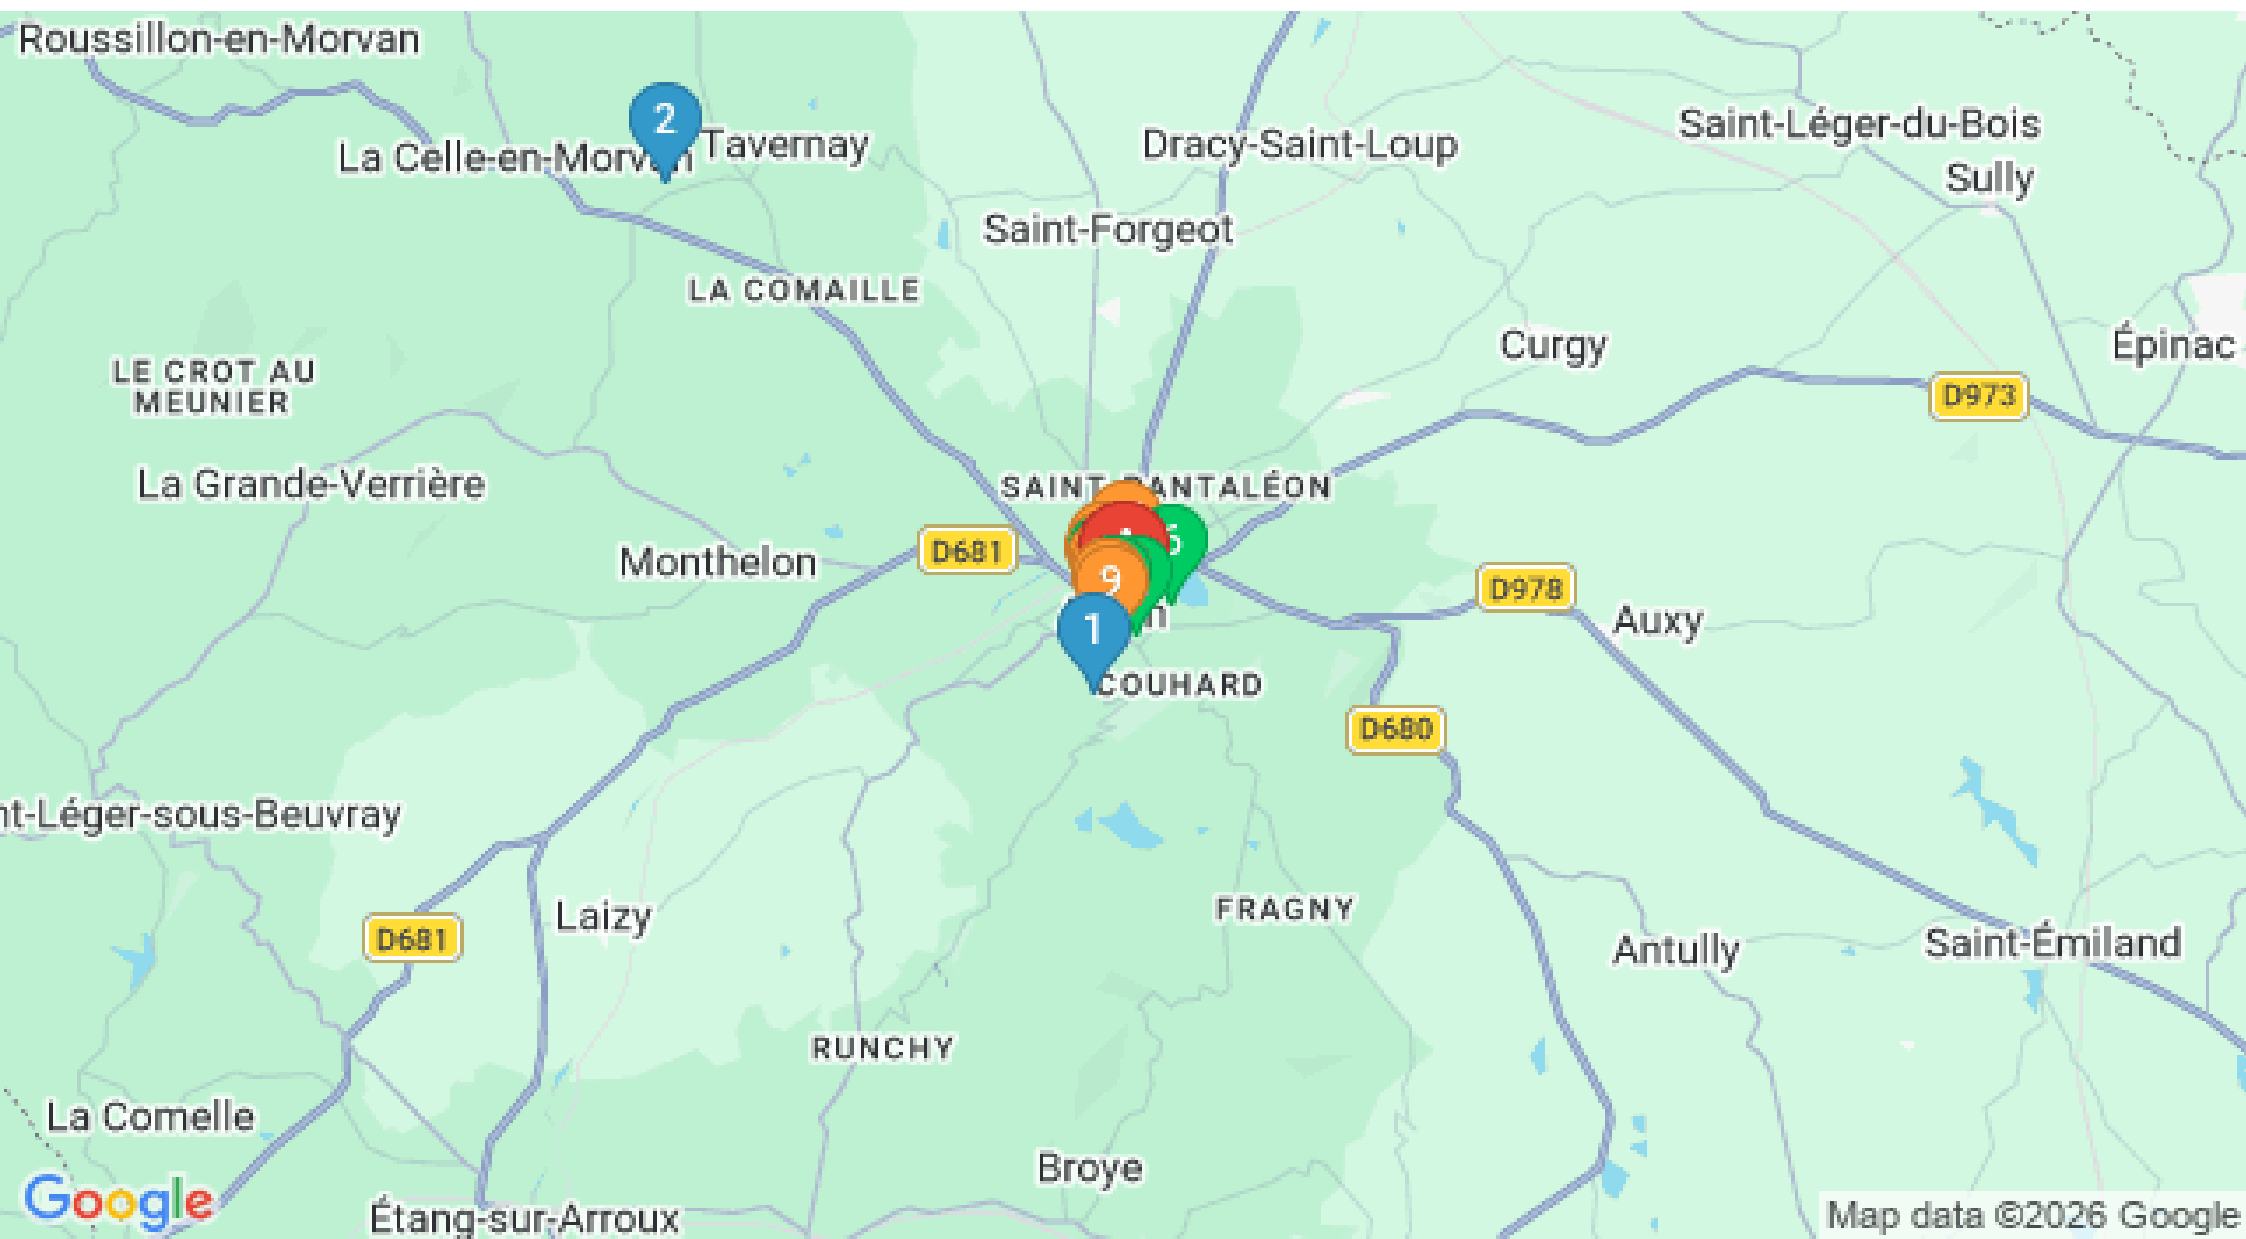 Roussillon-en-Morvan
2
La Celle-en-Morvan
Tavernay
Dracy-Saint-Loup
Saint-Léger-du-Bois
Sully
Saint-Forgeot
LA COMAILLE
Curgy
Épinac
LE CROT AU
MEUNIER
D973
La Grande-Verrière
SAINT-PANTALÉON
Monthelon
D681
9
D978
Auxy
1
COUHARD
D680
nt-Léger-sous-Beuvray
Laizy
FRAGNY
D681
Antully
Saint-Émiland
RUNCHY
La Comelle
Broye
Google
Étang-sur-Arroux
Map data ©2026 Google